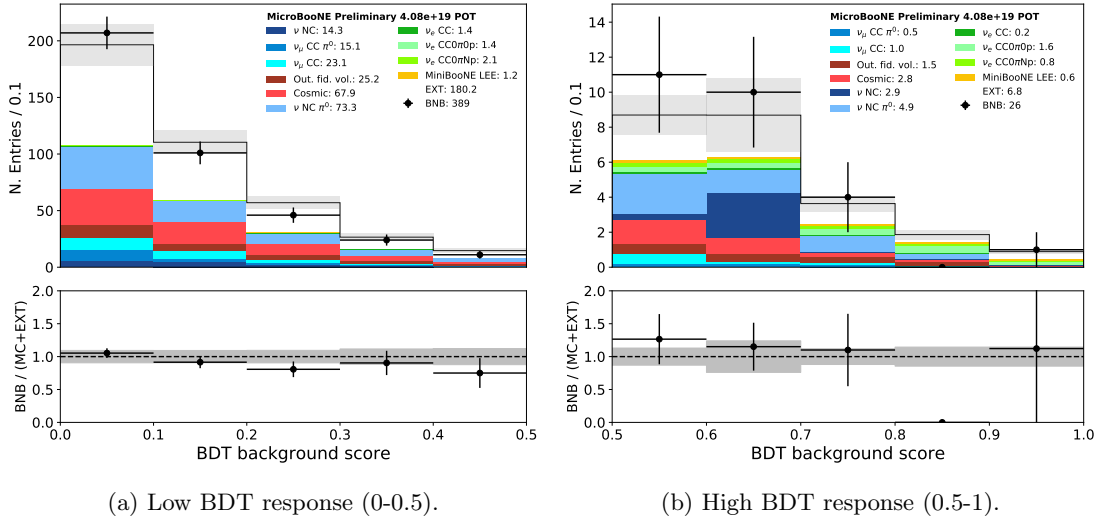 MicroBooNE Preliminary 4.08e+19 POT
ν NC: 14.3
ν_μ CC π⁰: 15.1
ν_μ CC: 23.1
Out. fid. vol.: 25.2
Cosmic: 67.9
ν NC π⁰: 73.3
ν_e CC: 1.4
ν_e CC0π0p: 1.4
ν_e CC0πNp: 2.1
MiniBooNE LEE: 1.2
EXT: 180.2
BNB: 389
N. Entries / 0.1
200
150
100
50
0
BNB / (MC+EXT)
2.0
1.5
1.0
0.5
0.0
0.0 0.1 0.2 0.3 0.4 0.5
BDT background score
(a) Low BDT response (0-0.5).
MicroBooNE Preliminary 4.08e+19 POT
ν_μ CC π⁰: 0.5
ν_μ CC: 1.0
Out. fid. vol.: 1.5
Cosmic: 2.8
ν NC: 2.9
ν NC π⁰: 4.9
ν_e CC: 0.2
ν_e CC0π0p: 1.6
ν_e CC0πNp: 0.8
MiniBooNE LEE: 0.6
EXT: 6.8
BNB: 26
N. Entries / 0.1
14
12
10
8
6
4
2
0
BNB / (MC+EXT)
2.0
1.5
1.0
0.5
0.0
0.5 0.6 0.7 0.8 0.9 1.0
BDT background score
(b) High BDT response (0.5-1).